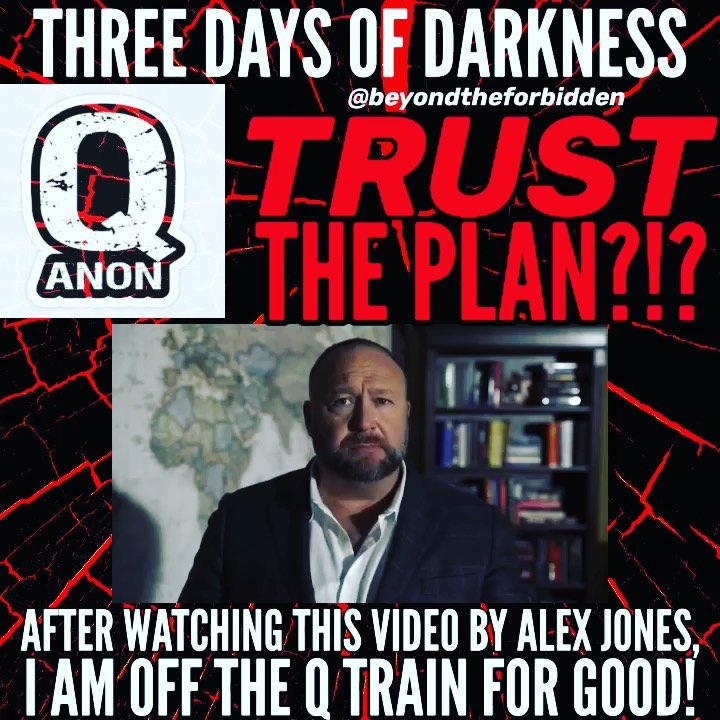 THREE DAYS OF DARKNESS
@beyondtheforbidden
Q
ANON
TRUST
THE PLAN?!?
AFTER WATCHING THIS VIDEO BY ALEX JONES,
I AM OFF THE Q TRAIN FOR GOOD!